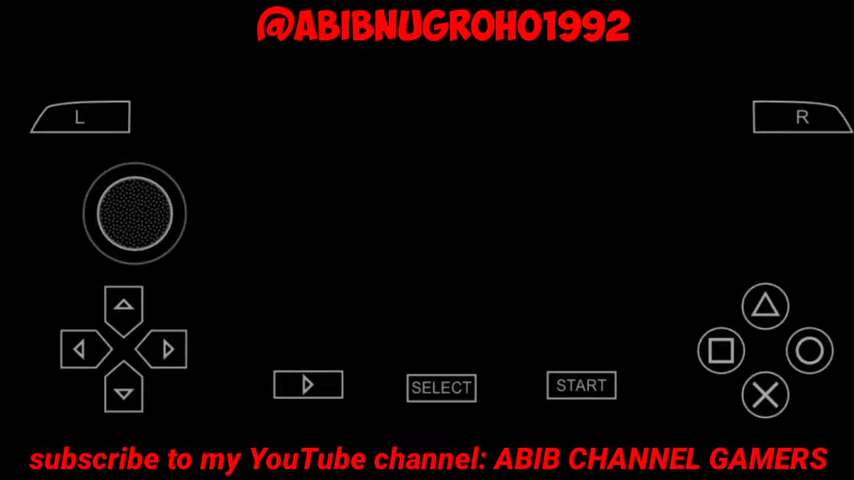 @ABIBNUGROHO1992
L
R
SELECT
START
subscribe to my YouTube channel: ABIB CHANNEL GAMERS